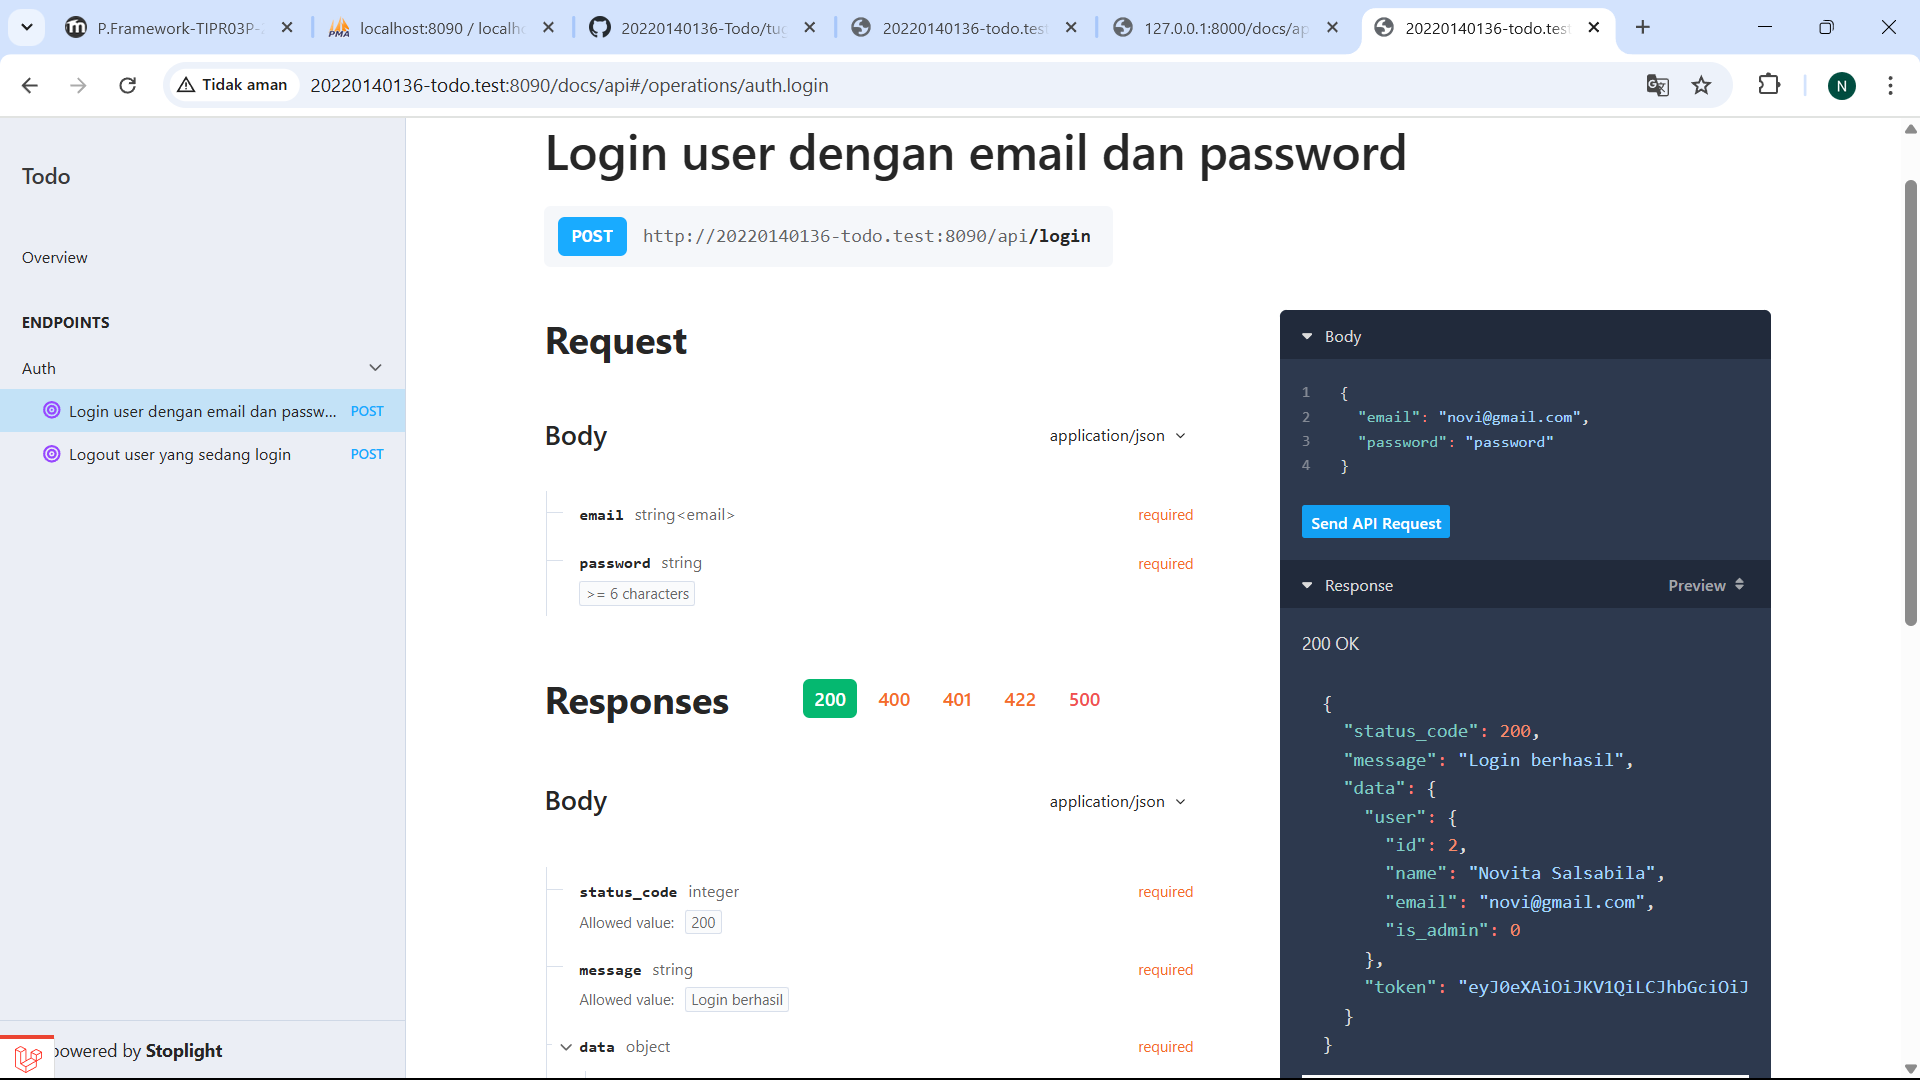 P.Framework-TIPR03P-
localhost:8090 / localh
20220140136-Todo/tug
20220140136-todo.test
127.0.0.1:8000/docs/ap
20220140136-todo.test
Tidak aman
20220140136-todo.test:8090/docs/api#/operations/auth.login
N
Todo
Overview
ENDPOINTS
Auth
Login user dengan email dan passw... POST
Logout user yang sedang login POST
powered by Stoplight
Login user dengan email dan password
POST http://20220140136-todo.test:8090/api/login
Request
Body application/json
email string<email> required
password string required
>= 6 characters
Responses 200 400 401 422 500
Body application/json
status_code integer required
Allowed value: 200
message string required
Allowed value: Login berhasil
data object required
Body
1 {
2 "email": "novi@gmail.com",
3 "password": "password"
4 }
Send API Request
Response Preview
200 OK
{
"status_code": 200,
"message": "Login berhasil",
"data": {
"user": {
"id": 2,
"name": "Novita Salsabila",
"email": "novi@gmail.com",
"is_admin": 0
},
"token": "eyJ0eXAiOiJKV1QiLCJhbGciOiJ
}
}